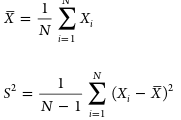 X̄ = 1/N ∑_{i=1}^{N} X_i
S² = 1/(N − 1) ∑_{i=1}^{N} (X_i − X̄)²